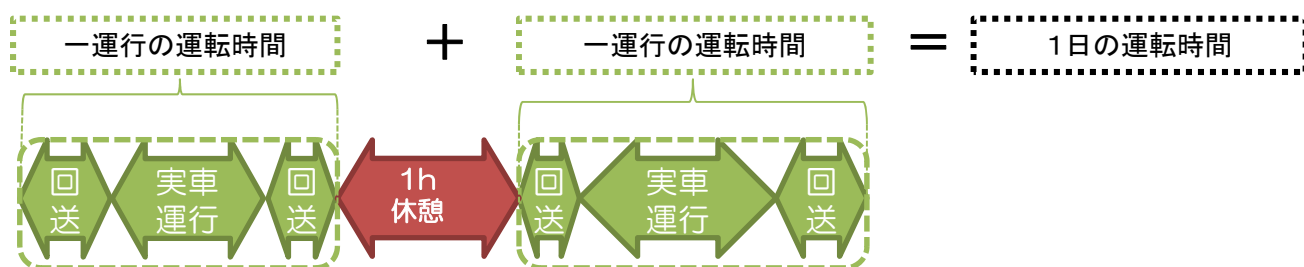 一運行の運転時間
＋
一運行の運転時間
＝
1日の運転時間
回
送
実車
運行
回
送
1h
休憩
回
送
実車
運行
回
送